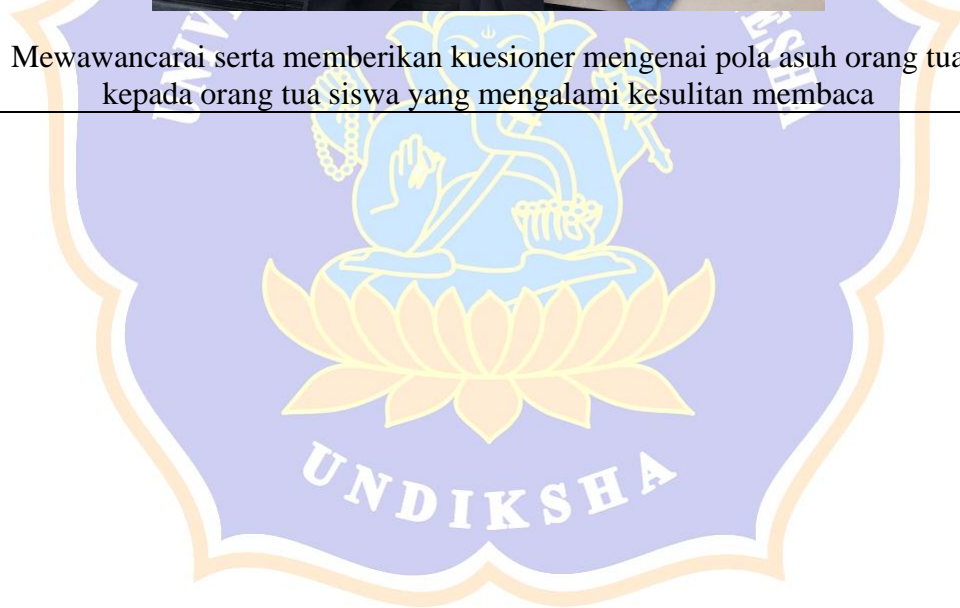 Mewawancarai serta memberikan kuesioner mengenai pola asuh orang tua
kepada orang tua siswa yang mengalami kesulitan membaca
UNDIKSHA